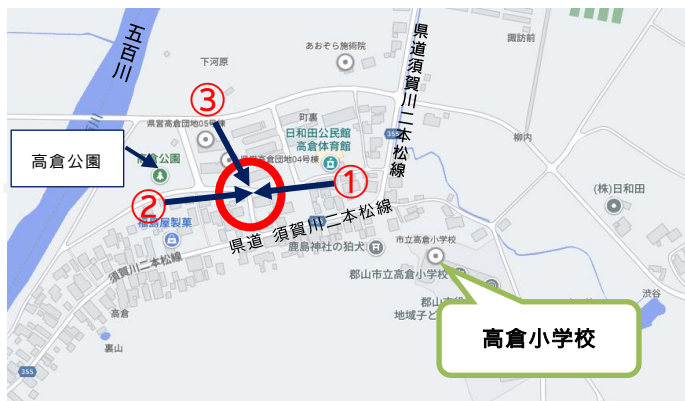 五百川
下河原
あおぞら施術院
県道須賀川二本松線
諏訪前
③
県営高倉団地05号棟
町裏
日和田公民館
高倉体育館
355
柳内
高倉公園
高倉公園
県営高倉団地04号棟
①
②
(株)日和田
福島屋製菓
県道 須賀川二本松線
鹿島神社の狛犬
市立高倉小学校
須賀川二本松線
郡山市立高倉小学校
郡山市
地域子ど
渋谷
高倉
高倉小学校
裏山
355